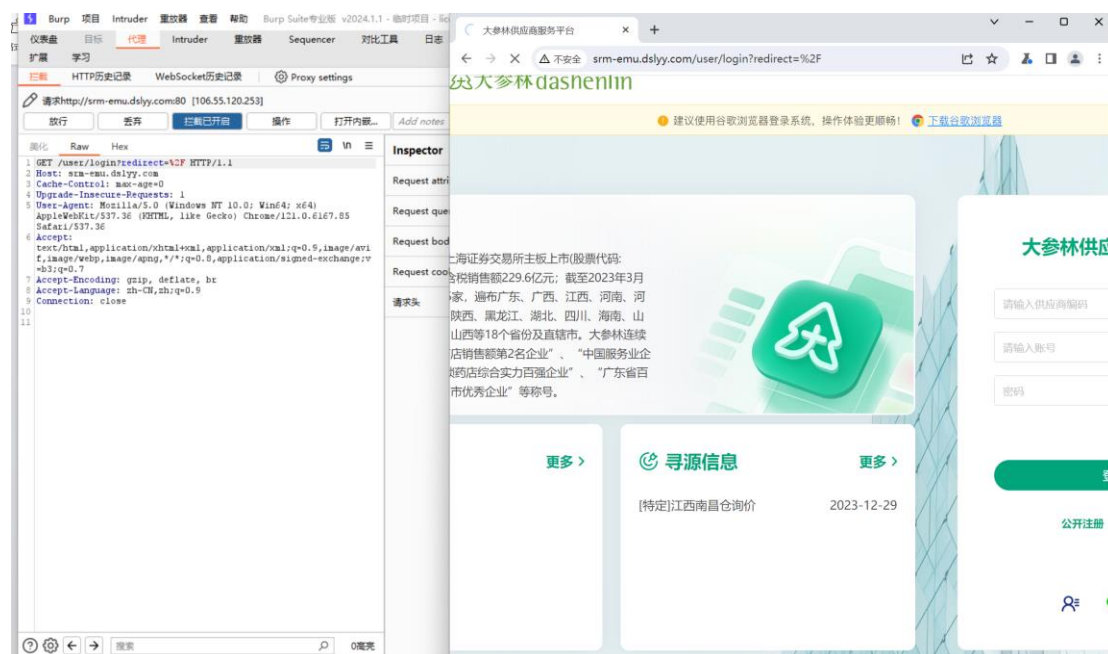 Burp 项目 Intruder 重放器 查看 帮助 Burp Suite专业版 v2024.1.1 - 临时项目 - lic
仪表盘 目标 代理 Intruder 重放器 Sequencer 对比工具 日志
扩展 学习
拦截 HTTP历史记录 WebSocket历史记录 Proxy settings
请求http://srm-emu.dslyy.com:80 [106.55.120.253]
放行 丢弃 拦截已开启 操作 打开内嵌... Add notes
美化 Raw Hex \n
1 GET /user/login?redirect=%2F HTTP/1.1
2 Host: srm-emu.dslyy.com
3 Cache-Control: max-age=0
4 Upgrade-Insecure-Requests: 1
5 User-Agent: Mozilla/5.0 (Windows NT 10.0; Win64; x64)
AppleWebKit/537.36 (KHTML, like Gecko) Chrome/121.0.6167.85
Safari/537.36
6 Accept:
text/html,application/xhtml+xml,application/xml;q=0.9,image/avi
f,image/webp,image/apng,*/*;q=0.8,application/signed-exchange;v
=b3;q=0.7
7 Accept-Encoding: gzip, deflate, br
8 Accept-Language: zh-CN,zh;q=0.9
9 Connection: close
10
11
Inspector
Request attri
Request que
Request bod
Request coo
请求头
搜索 0高亮
大参林供应商服务平台
不安全 srm-emu.dslyy.com/user/login?redirect=%2F
大参林dashenlin
建议使用谷歌浏览器登录系统、操作体验更顺畅! 下载谷歌浏览器
上海证券交易所主板上市(股票代码:
含税销售额229.6亿元; 截至2023年3月
家, 遍布广东、广西、江西、河南、河
陕西、黑龙江、湖北、四川、海南、山
山西等18个省份及直辖市。大参林连续
店销售额第2名企业”、“中国服务业企
锁药店综合实力百强企业”、“广东省百
市优秀企业”等称号。
更多 >
寻源信息 更多 >
[特定]江西南昌仓询价 2023-12-29
大参林供应
请输入供应商编码
请输入账号
密码
登
公开注册